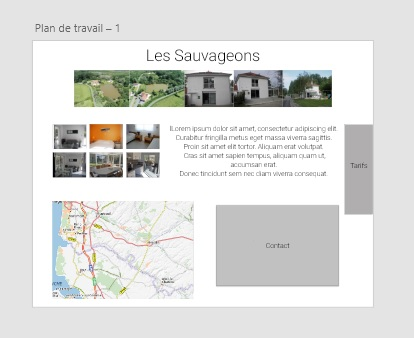 Plan de travail – 1
Les Sauvageons
lLorem ipsum dolor sit amet, consectetur adipiscing elit.
Curabitur fringilla metus eget massa viverra sagittis.
Proin sit amet elit tortor. Aliquam erat volutpat.
Cras sit amet sapien tempus, aliquam quam ut,
accumsan erat.
Donec tincidunt sem nec diam viverra consequat.
Tarifs
Contact